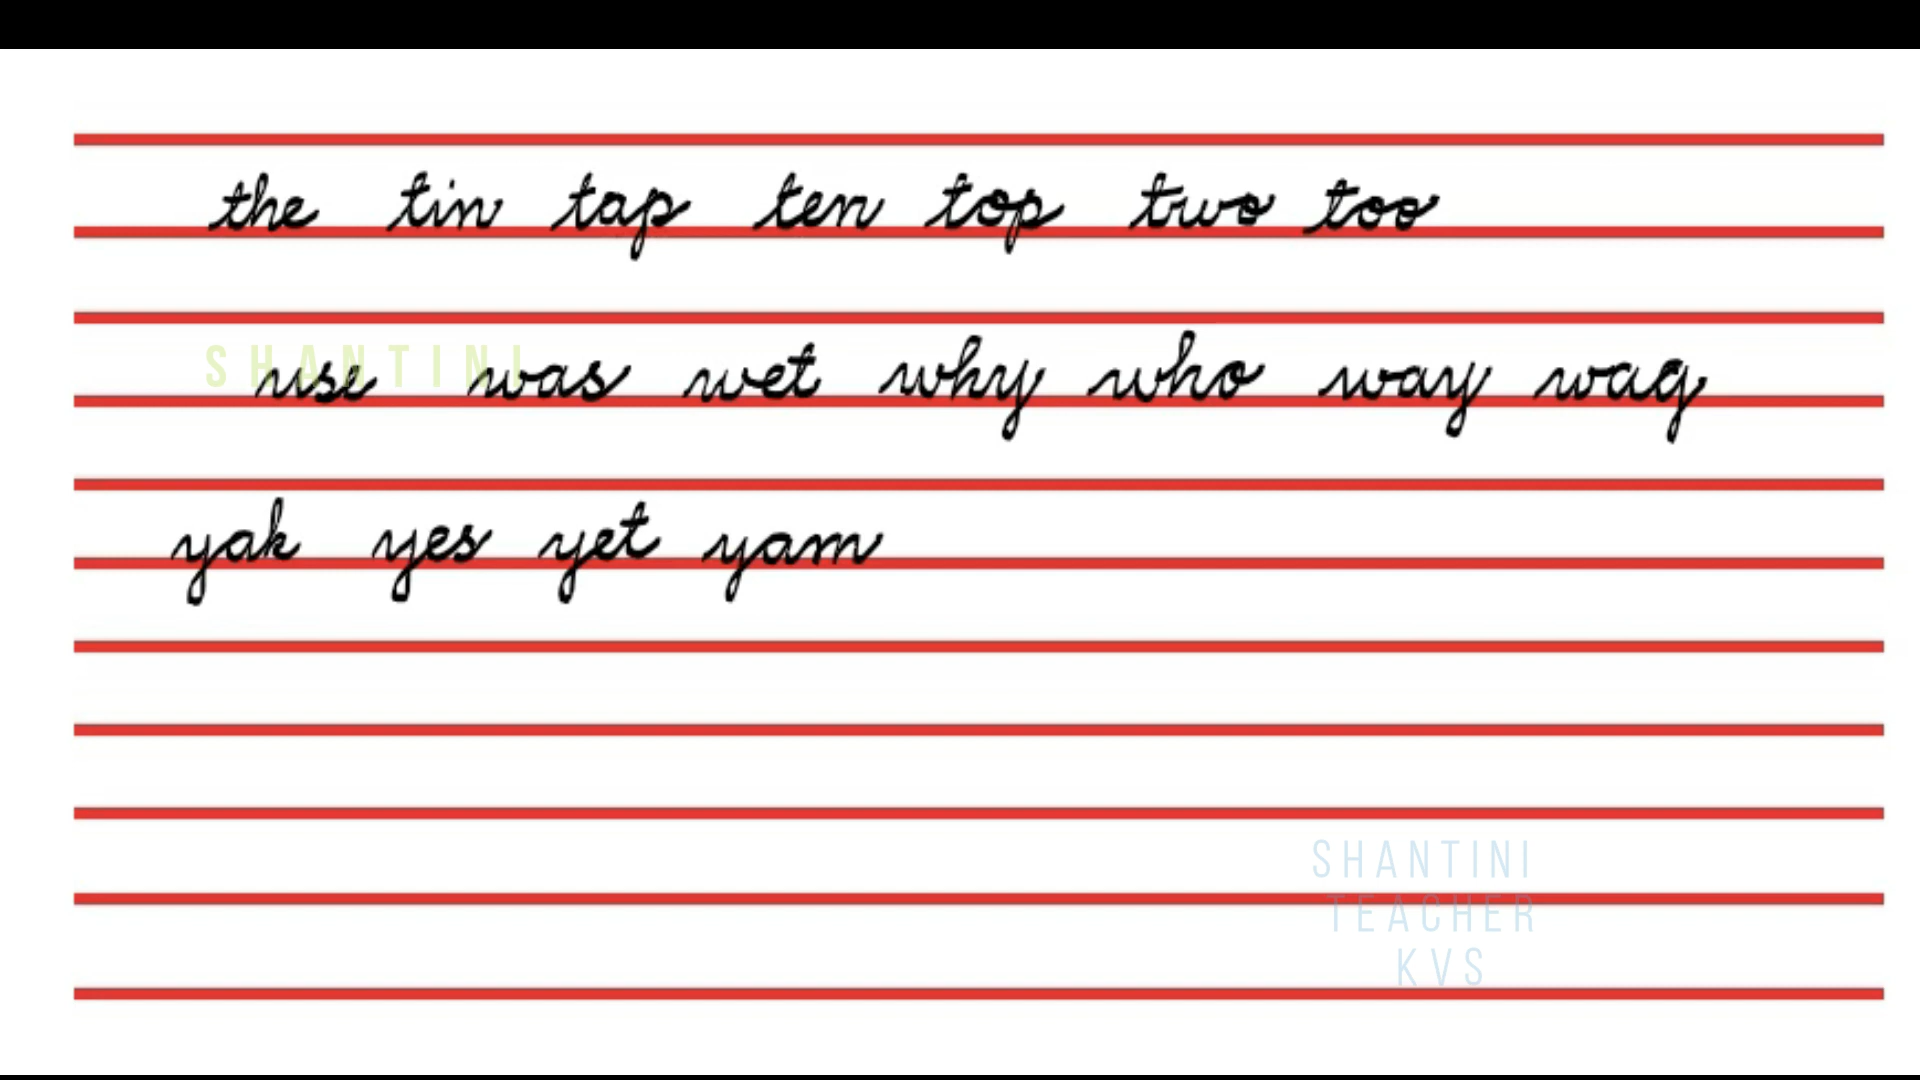 the tin tap ten top two too
SHANTINI
use was wet why who way wag
yak yes yet yam
SHANTINI
TEACHER
KVS